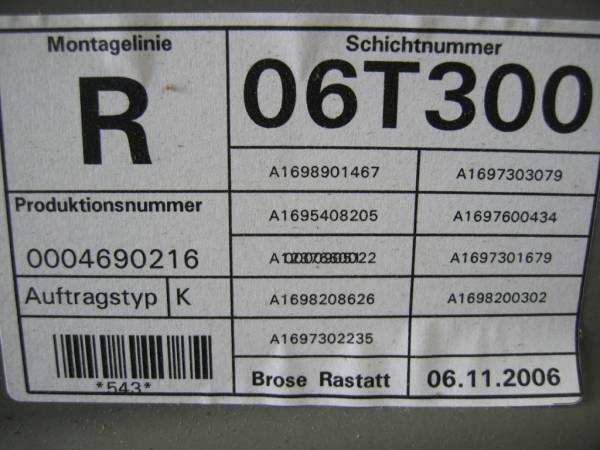 Montagelinie
R
Schichtnummer
06T300
A1698901467
A1697303079
Produktionsnummer
0004690216
A1695408205
A1697600434
A1697301679
Auftragstyp K
A1698208626
A1698200302
A1697302235
*543*
Brose Rastatt
06.11.2006